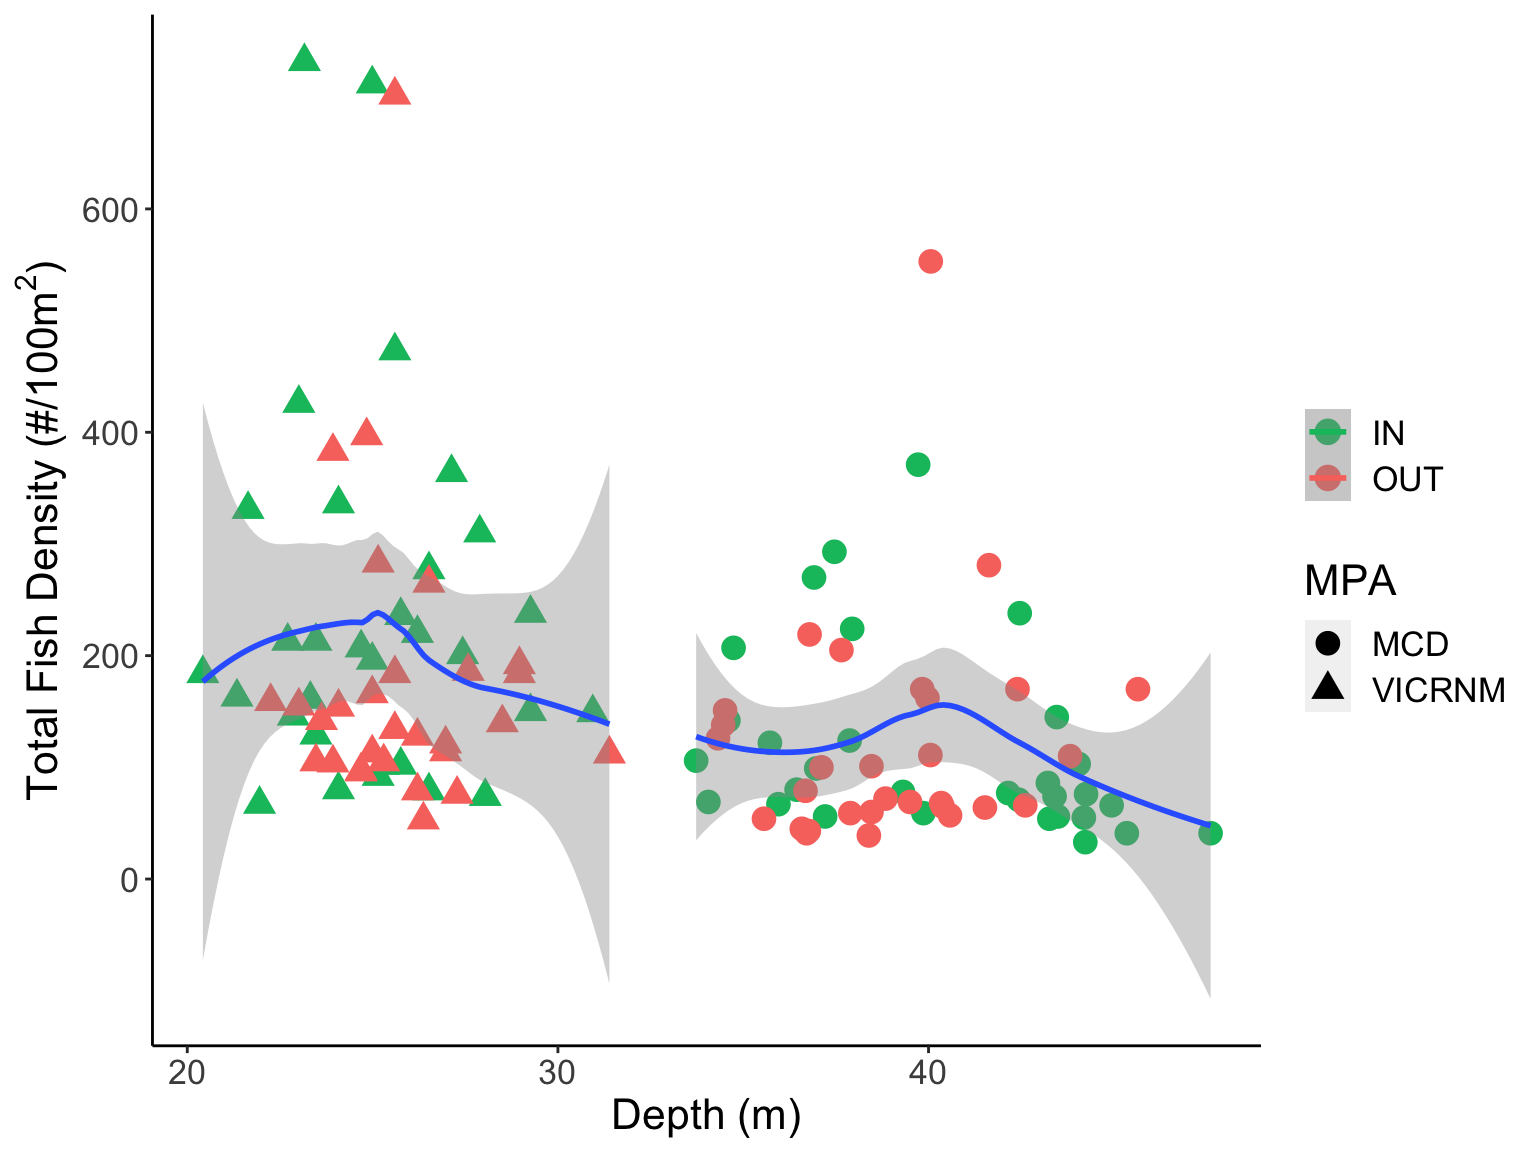 Total Fish Density (#/100m²)
600
400
200
0
20
30
40
Depth (m)
IN
OUT
MPA
MCD
VICRNM